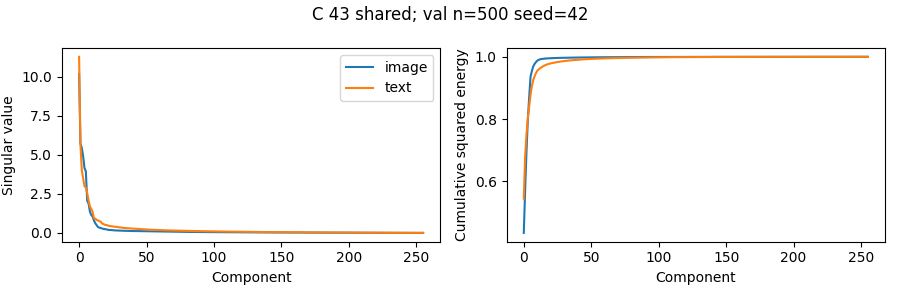 C 43 shared; val n=500 seed=42
Singular value
10.0
7.5
5.0
2.5
0.0
0
50
100
150
200
250
Component
image
text
Cumulative squared energy
1.0
0.8
0.6
0
50
100
150
200
250
Component